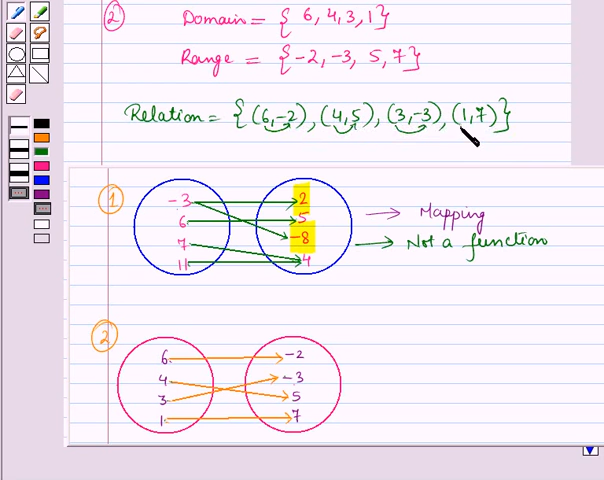 ② Domain = { 6, 4, 3, 1}
Range = {-2, -3, 5, 7}
Relation = {(6,-2), (4,5), (3,-3), (1,7)}
① -3 2
6 5 → Mapping
7 -8 → Not a function
11 4
②
6 -2
4 -3
3 5
1 7